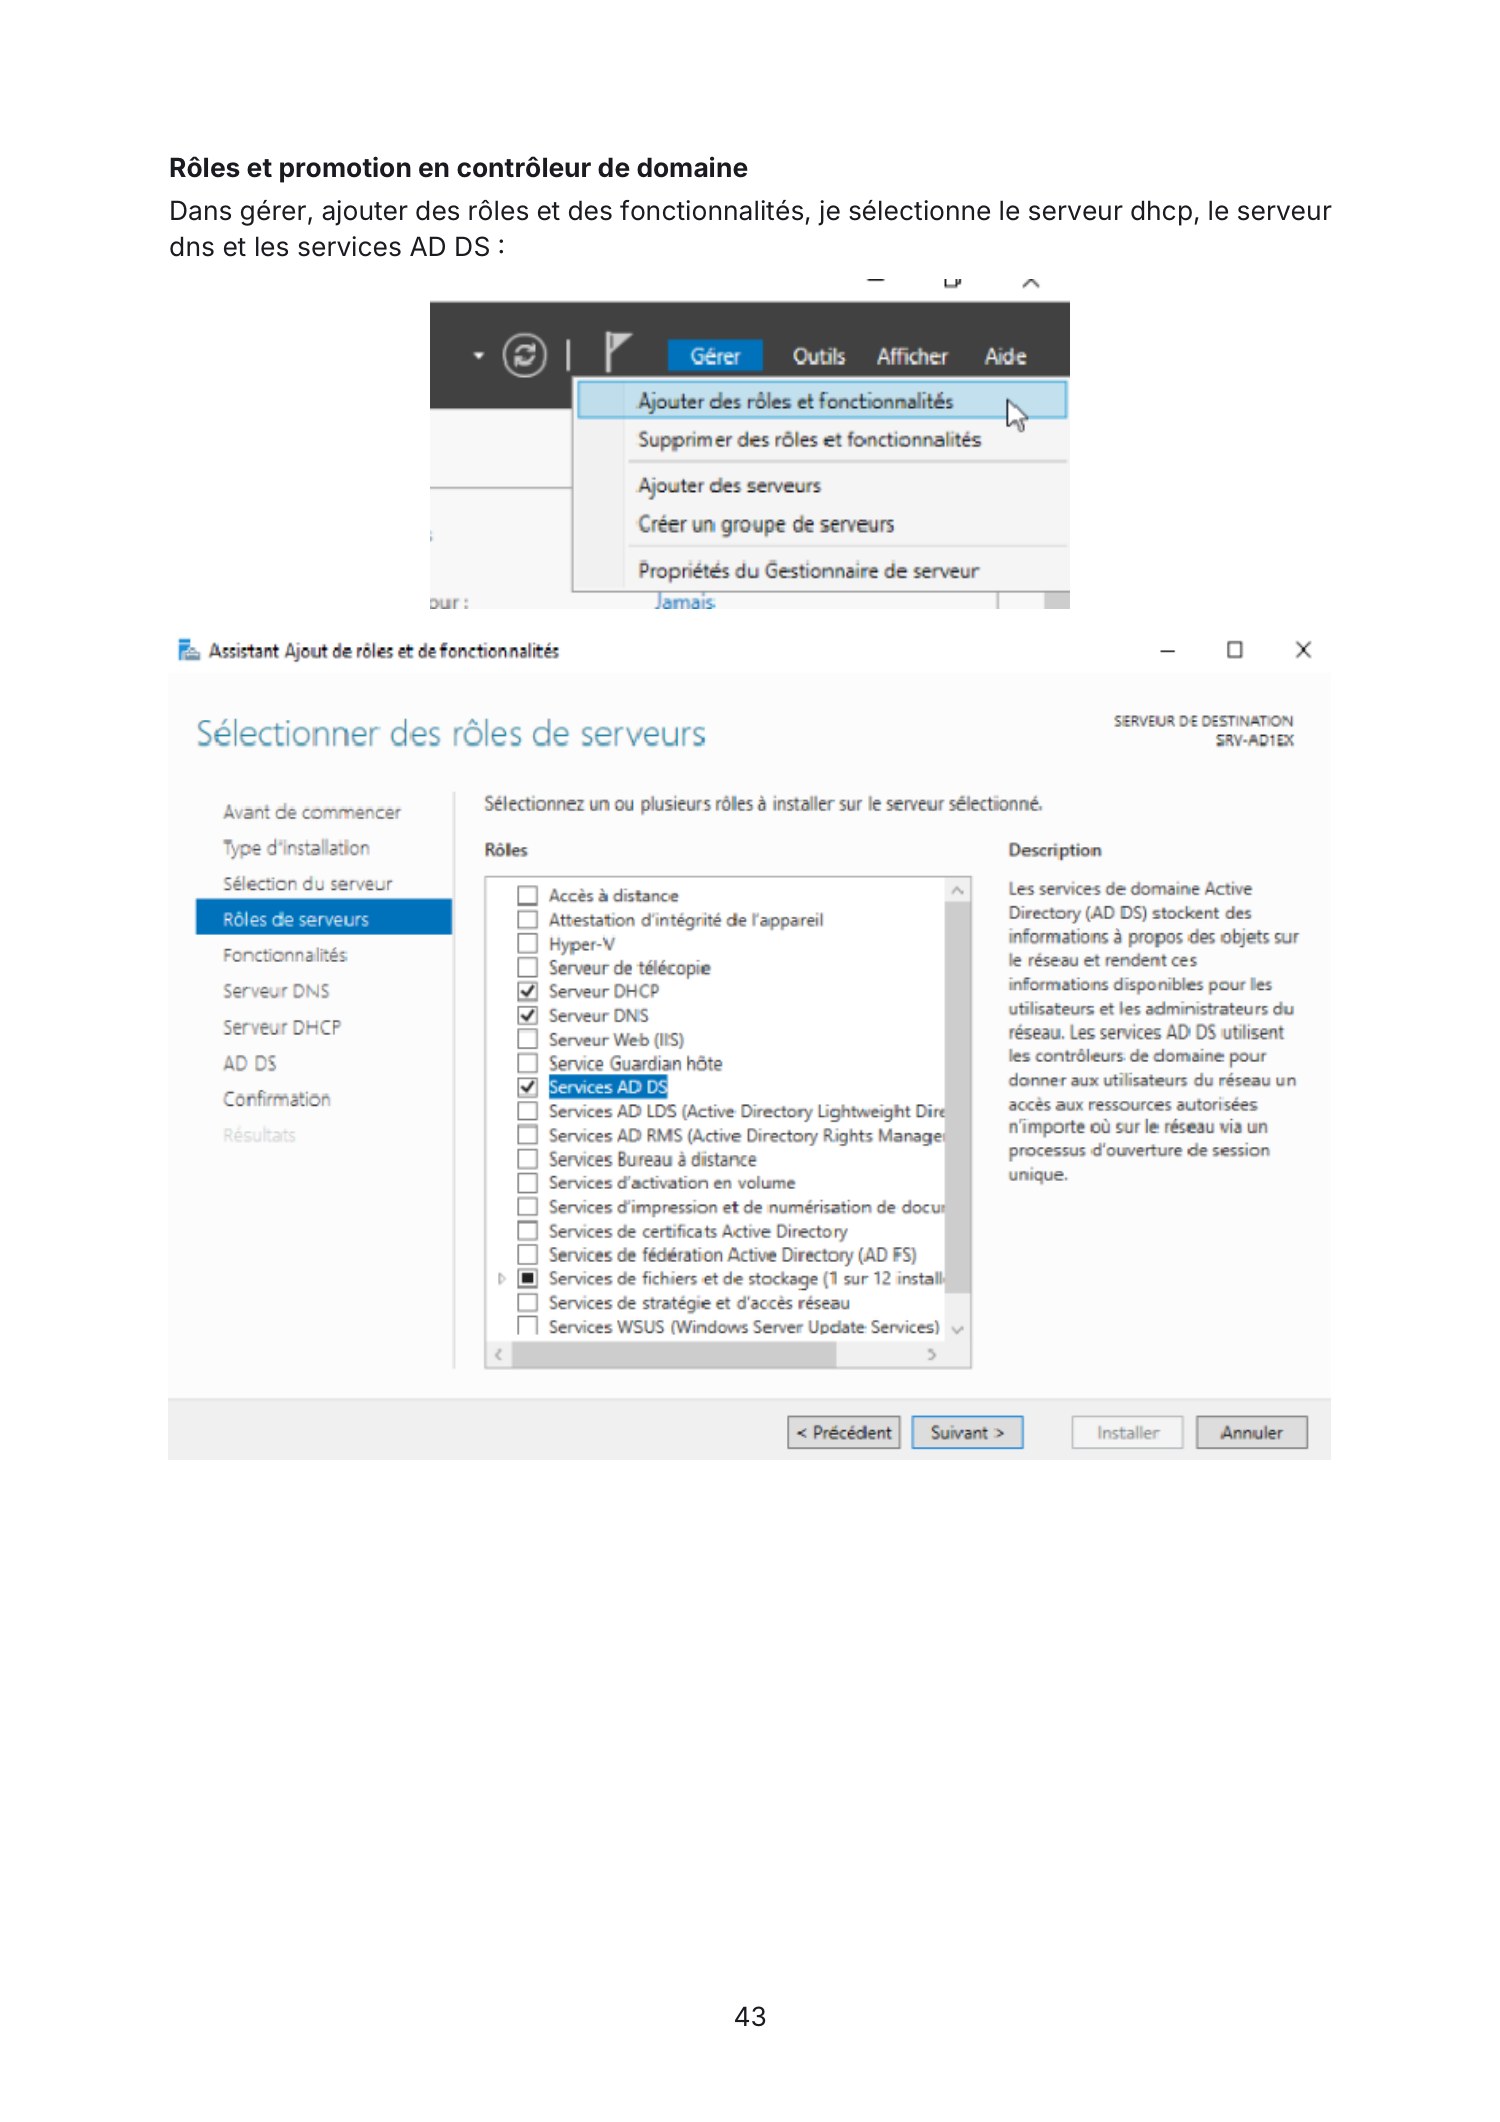 Rôles et promotion en contrôleur de domaine
Dans gérer, ajouter des rôles et des fonctionnalités, je sélectionne le serveur dhcp, le serveur
dns et les services AD DS :
Gérer Outils Afficher Aide
Ajouter des rôles et fonctionnalités
Supprimer des rôles et fonctionnalités
Ajouter des serveurs
Créer un groupe de serveurs
Propriétés du Gestionnaire de serveur
our : Jamais
Assistant Ajout de rôles et de fonctionnalités
Sélectionner des rôles de serveurs
SERVEUR DE DESTINATION
SRV-AD1EX
Avant de commencer
Type d'installation
Sélection du serveur
Rôles de serveurs
Fonctionnalités
Serveur DNS
Serveur DHCP
AD DS
Confirmation
Résultats
Sélectionnez un ou plusieurs rôles à installer sur le serveur sélectionné.
Rôles
Accès à distance
Attestation d'intégrité de l'appareil
Hyper-V
Serveur de télécopie
Serveur DHCP
Serveur DNS
Serveur Web (IIS)
Service Guardian hôte
Services AD DS
Services AD LDS (Active Directory Lightweight Dire
Services AD RMS (Active Directory Rights Manage
Services Bureau à distance
Services d'activation en volume
Services d'impression et de numérisation de docu
Services de certificats Active Directory
Services de fédération Active Directory (AD FS)
Services de fichiers et de stockage (1 sur 12 install
Services de stratégie et d'accès réseau
Services WSUS (Windows Server Update Services)
Description
Les services de domaine Active
Directory (AD DS) stockent des
informations à propos des objets sur
le réseau et rendent ces
informations disponibles pour les
utilisateurs et les administrateurs du
réseau. Les services AD DS utilisent
les contrôleurs de domaine pour
donner aux utilisateurs du réseau un
accès aux ressources autorisées
n'importe où sur le réseau via un
processus d'ouverture de session
unique.
< Précédent Suivant > Installer Annuler
43